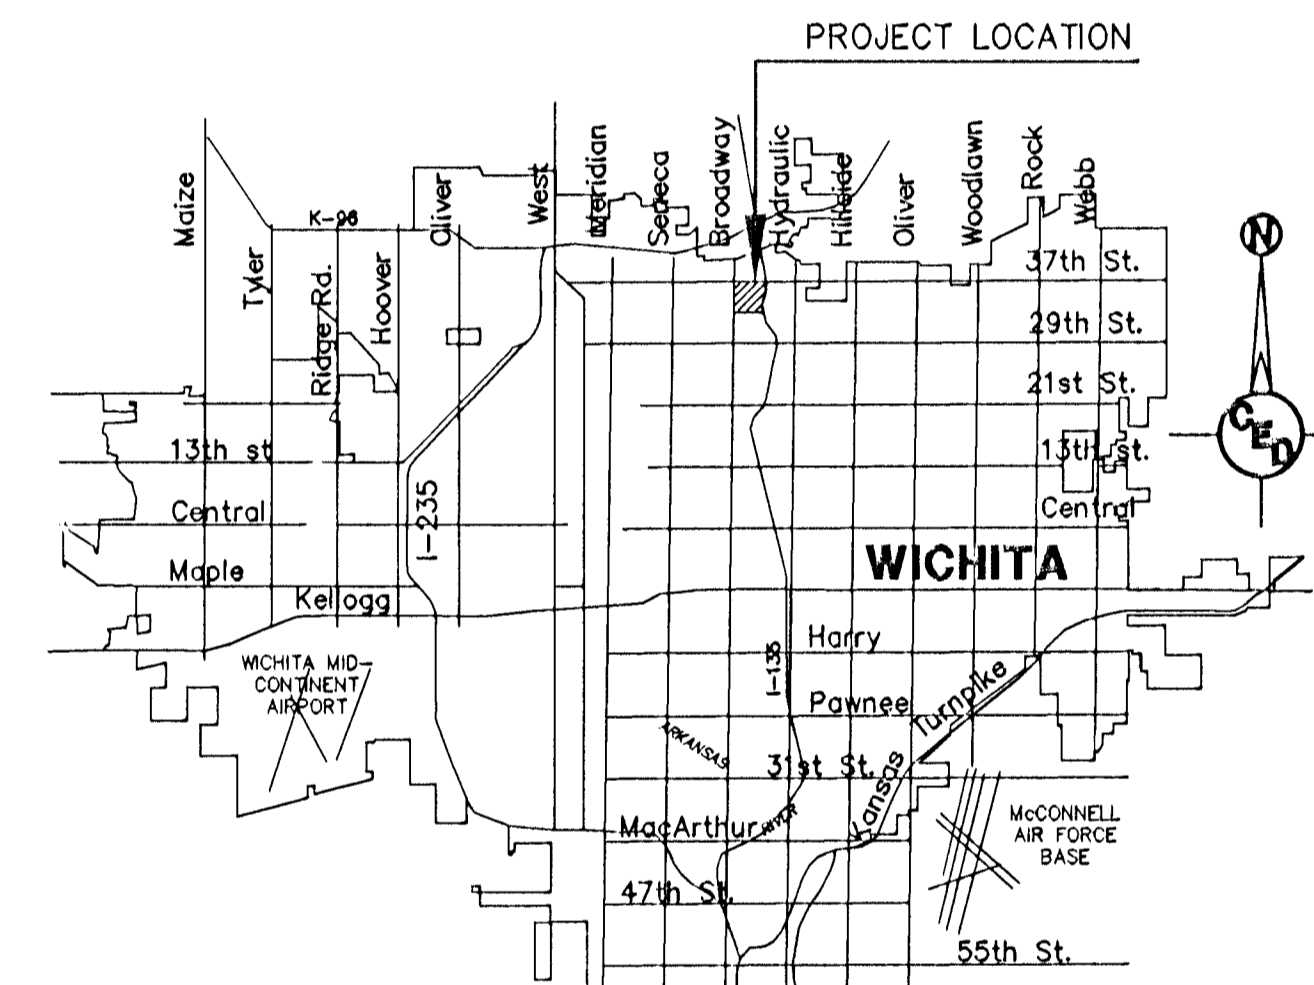 PROJECT LOCATION
Maize
Tyler
Ridge Rd.
Hoover
Oliver
West
Meridian
Seneca
Broadway
Hydraulic
Hillside
Oliver
Woodlawn
Rock
Webb
N
37th St.
29th St.
21st St.
13th st
13th st.
CED
Central
Central
I-235
WICHITA
Maple
Kellogg
Harry
I-135
WICHITA MID-
CONTINENT
AIRPORT
Pawnee
Kansas Turnpike
ARKANSAS
RIVER
31st St.
MacArthur
McCONNELL
AIR FORCE
BASE
47th St.
55th St.